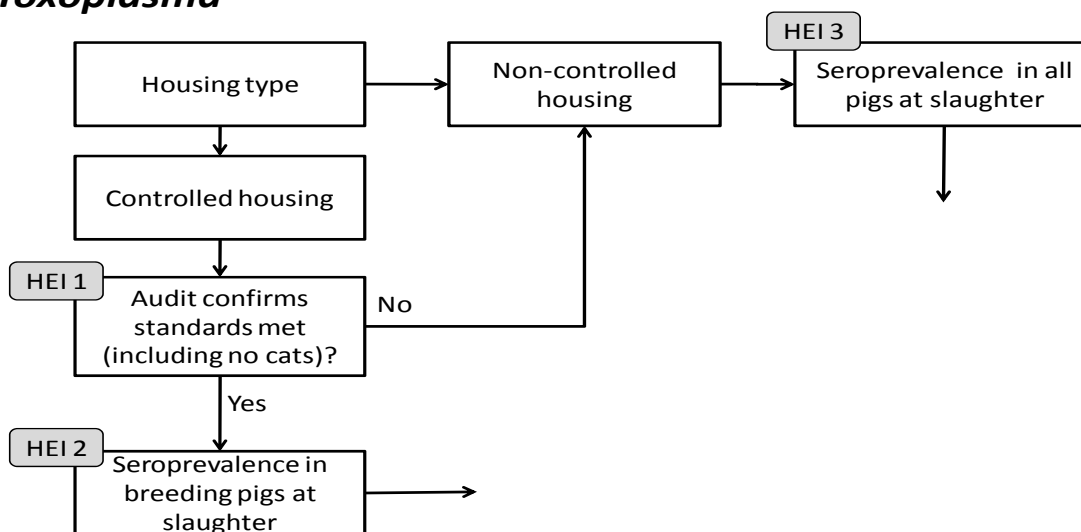 Toxoplasma
HEI 3
Housing type
Non-controlled
housing
Seroprevalence in all
pigs at slaughter
Controlled housing
HEI 1
Audit confirms
standards met
(including no cats)?
No
Yes
HEI 2
Seroprevalence in
breeding pigs at
slaughter